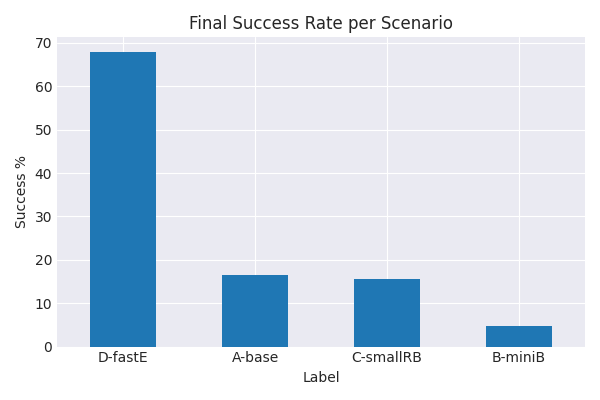 Final Success Rate per Scenario
Success %
70
60
50
40
30
20
10
0
D-fastE A-base C-smallRB B-miniB
Label